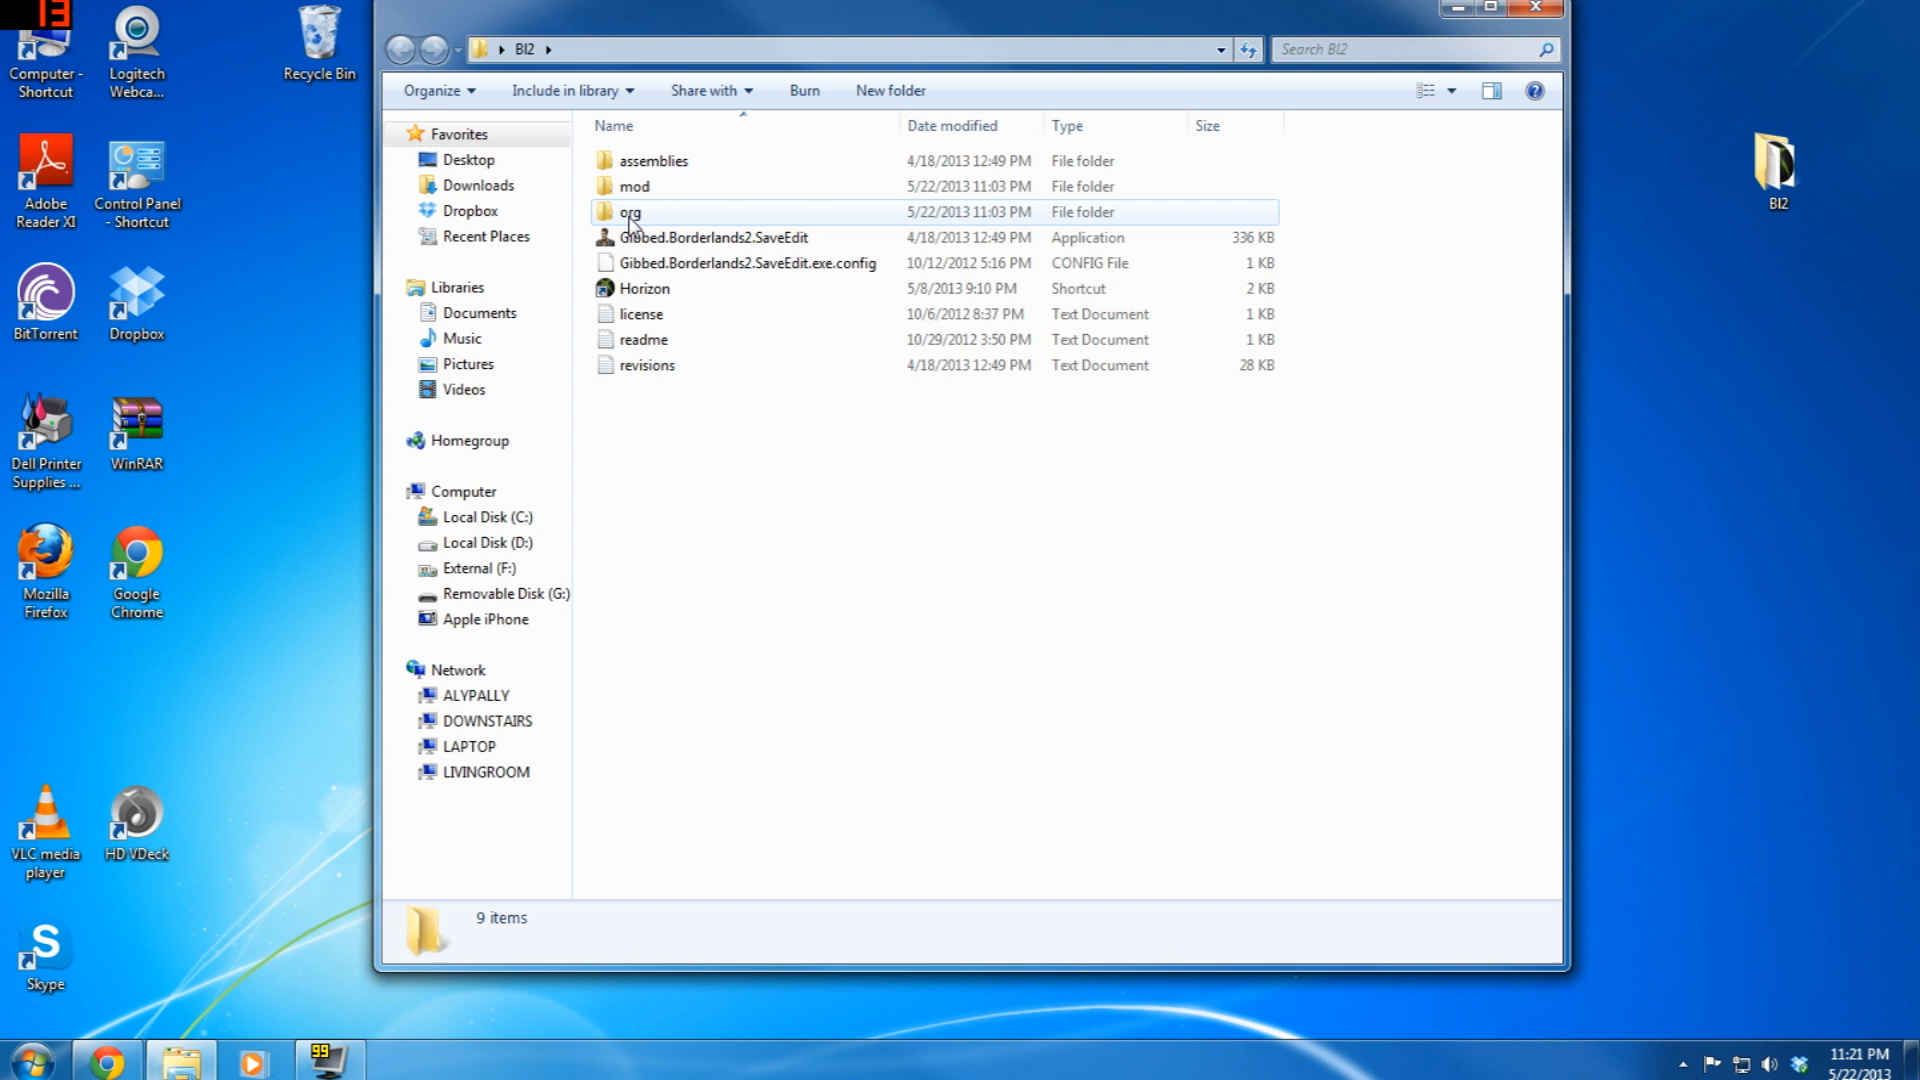 13
Computer -
Shortcut
Logitech
Webca...
Recycle Bin
Adobe
Reader XI
Control Panel
- Shortcut
BitTorrent
Dropbox
Dell Printer
Supplies ...
WinRAR
Mozilla
Firefox
Google
Chrome
VLC media
player
HD VDeck
Skype
Bl2
Search Bl2
Organize
Include in library
Share with
Burn
New folder
Favorites
Desktop
Downloads
Dropbox
Recent Places
Libraries
Documents
Music
Pictures
Videos
Homegroup
Computer
Local Disk (C:)
Local Disk (D:)
External (F:)
Removable Disk (G:)
Apple iPhone
Network
ALYPALLY
DOWNSTAIRS
LAPTOP
LIVINGROOM
Name Date modified Type Size
assemblies 4/18/2013 12:49 PM File folder
mod 5/22/2013 11:03 PM File folder
org 5/22/2013 11:03 PM File folder
Gibbed.Borderlands2.SaveEdit 4/18/2013 12:49 PM Application 336 KB
Gibbed.Borderlands2.SaveEdit.exe.config 10/12/2012 5:16 PM CONFIG File 1 KB
Horizon 5/8/2013 9:10 PM Shortcut 2 KB
license 10/6/2012 8:37 PM Text Document 1 KB
readme 10/29/2012 3:50 PM Text Document 1 KB
revisions 4/18/2013 12:49 PM Text Document 28 KB
9 items
Bl2
99
11:21 PM
5/22/2013